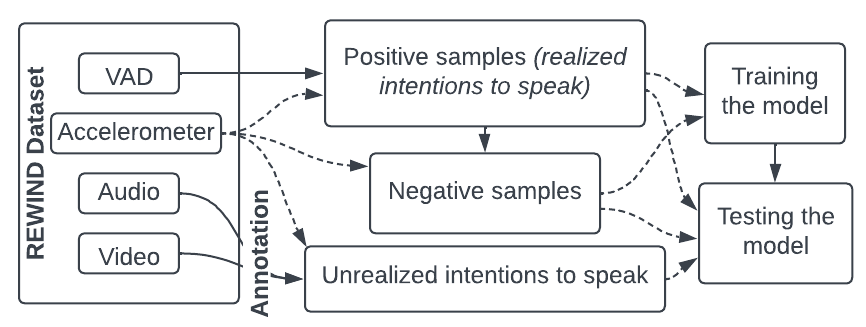 REWIND Dataset
VAD
Accelerometer
Audio
Video
Annotation
Positive samples (realized
intentions to speak)
Negative samples
Unrealized intentions to speak
Training
the model
Testing the
model